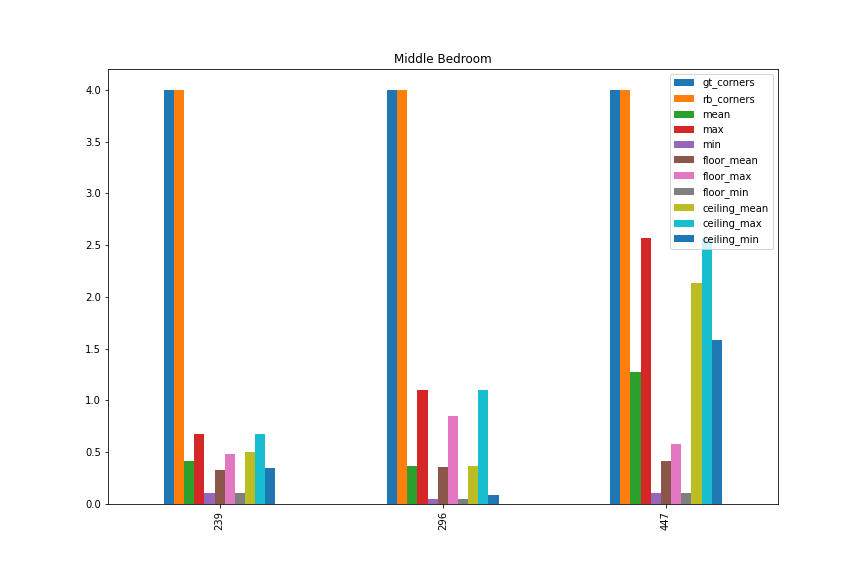 Middle Bedroom
4.0
3.5
3.0
2.5
2.0
1.5
1.0
0.5
0.0
gt_corners
rb_corners
mean
max
min
floor_mean
floor_max
floor_min
ceiling_mean
ceiling_max
ceiling_min
239
296
447